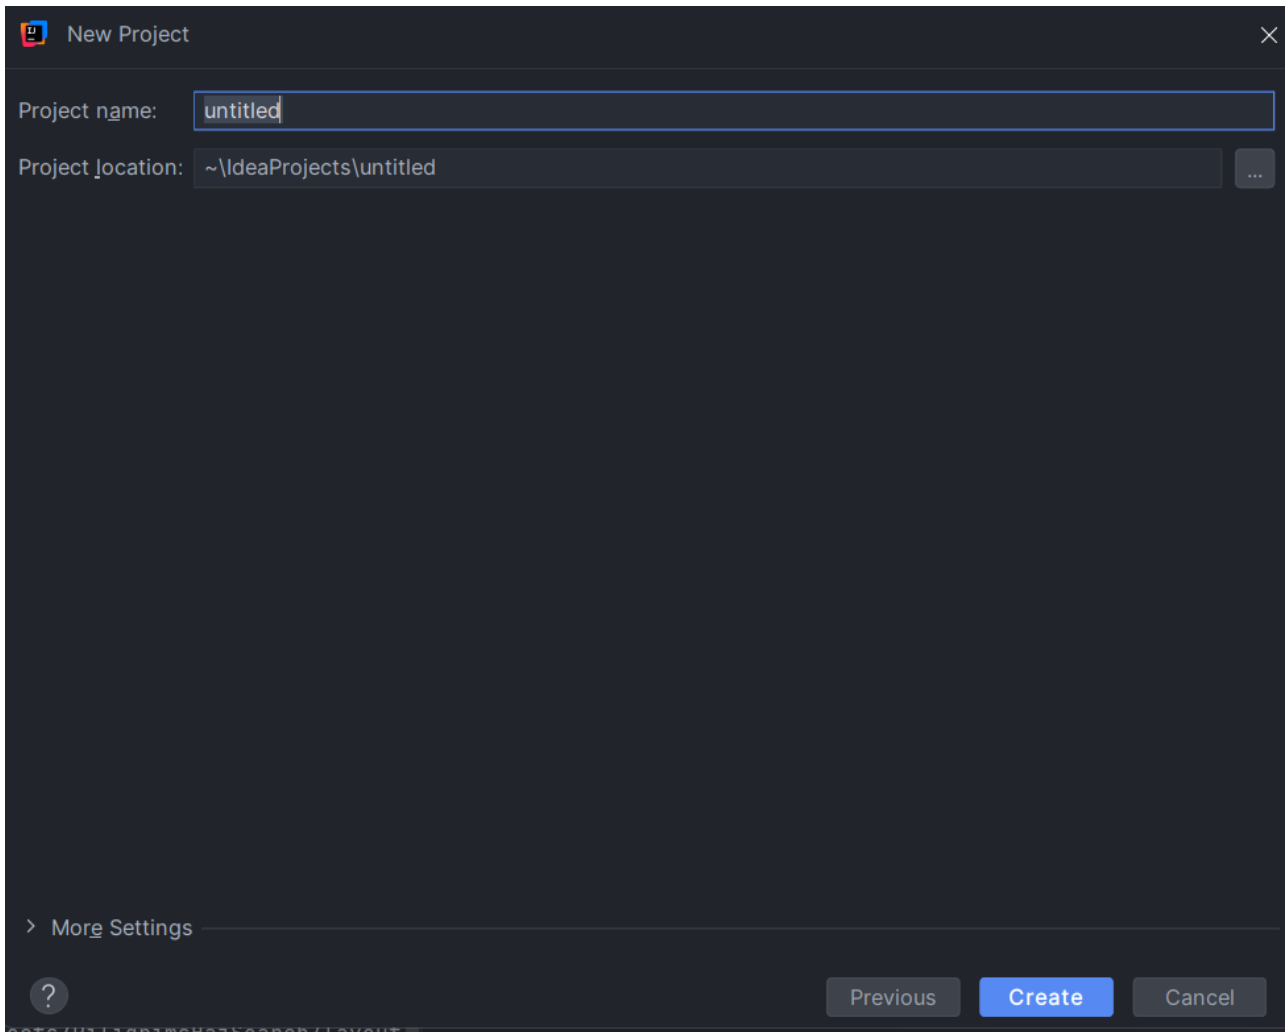 New Project
Project name: untitled
Project location: ~\IdeaProjects\untitled ...
More Settings
? Previous Create Cancel